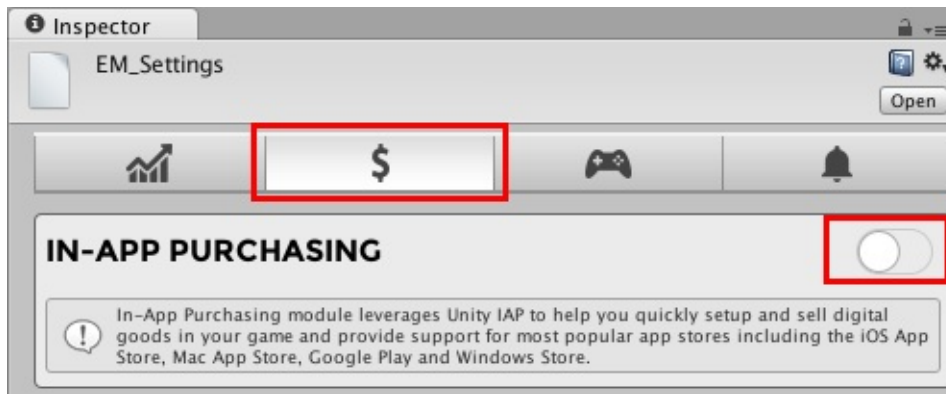 Inspector
EM_Settings
Open
$
IN-APP PURCHASING
In-App Purchasing module leverages Unity IAP to help you quickly setup and sell digital
goods in your game and provide support for most popular app stores including the iOS App
Store, Mac App Store, Google Play and Windows Store.